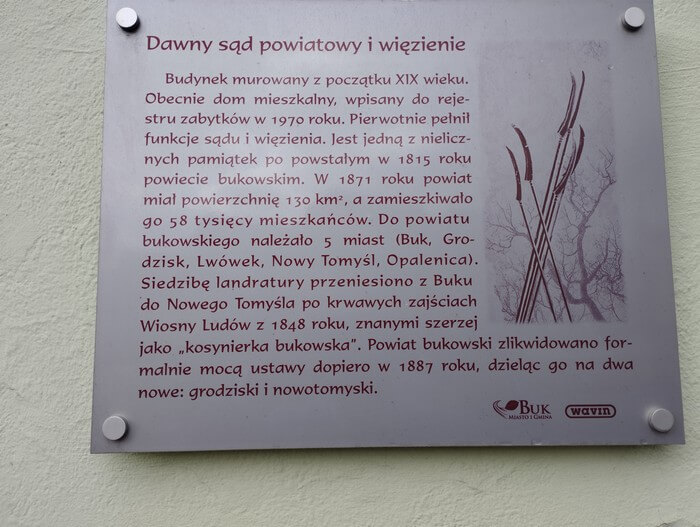 Dawny sąd powiatowy i więzienie
Budynek murowany z początku XIX wieku.
Obecnie dom mieszkalny, wpisany do reje-
stru zabytków w 1970 roku. Pierwotnie pełnił
funkcje sądu i więzienia. Jest jedną z nielicz-
nych pamiątek po powstałym w 1815 roku
powiecie bukowskim. W 1871 roku powiat
miał powierzchnię 130 km², a zamieszkiwało
go 58 tysięcy mieszkańców. Do powiatu
bukowskiego należało 5 miast (Buk, Gro-
dzisk, Lwówek, Nowy Tomyśl, Opalenica).
Siedzibę landratury przeniesiono z Buku
do Nowego Tomyśla po krwawych zajściach
Wiosny Ludów z 1848 roku, znanymi szerzej
jako „kosynierka bukowska”. Powiat bukowski zlikwidowano for-
malnie mocą ustawy dopiero w 1887 roku, dzieląc go na dwa
nowe: grodziski i nowotomyski.
BUK
MIASTO I GMINA
wavin